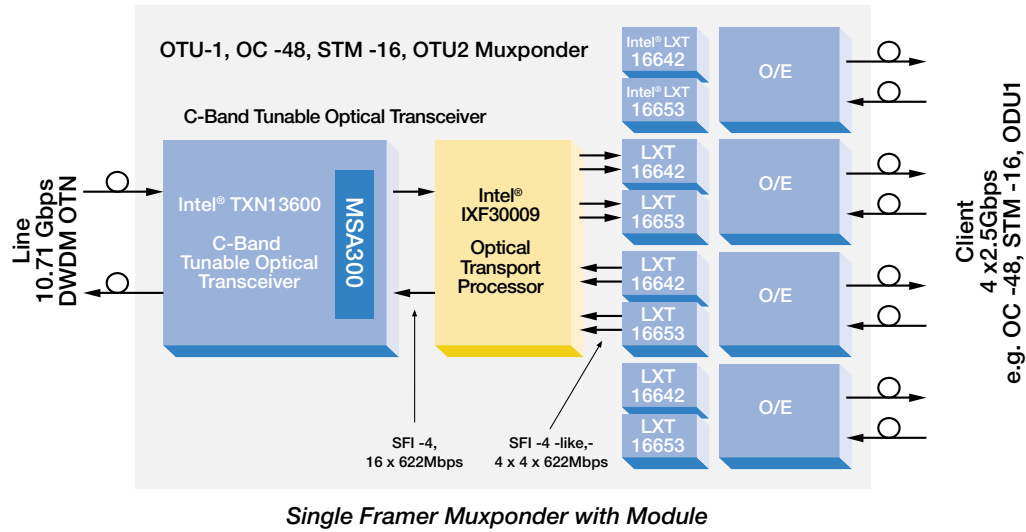 OTU-1, OC -48, STM -16, OTU2 Muxponder
C-Band Tunable Optical Transceiver
Line
10.71 Gbps
DWDM OTN
Intel® TXN13600
C-Band
Tunable Optical
Transceiver
MSA300
Intel®
IXF30009
Optical
Transport
Processor
SFI -4,
16 x 622Mbps
SFI -4 -like,-
4 x 4 x 622Mbps
Intel® LXT
16642
Intel® LXT
16653
O/E
LXT
16642
LXT
16653
O/E
LXT
16642
LXT
16653
O/E
LXT
16642
LXT
16653
O/E
Client
4 x2.5Gbps
e.g. OC -48, STM -16, ODU1
Single Framer Muxponder with Module